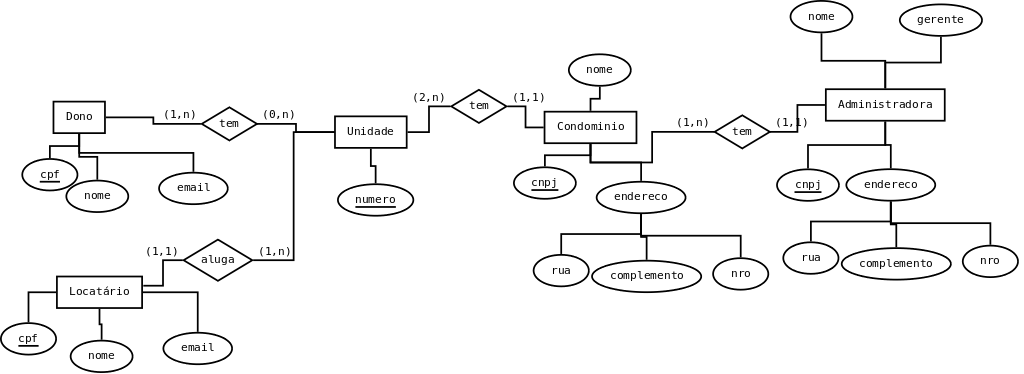 nome
gerente
nome
Dono
(1,n)
tem
(0,n)
Unidade
(2,n)
tem
(1,1)
Condominio
(1,n)
tem
(1,1)
Administradora
cpf
nome
email
numero
cnpj
endereco
cnpj
endereco
rua
complemento
nro
rua
complemento
nro
(1,1)
aluga
(1,n)
Locatário
cpf
nome
email